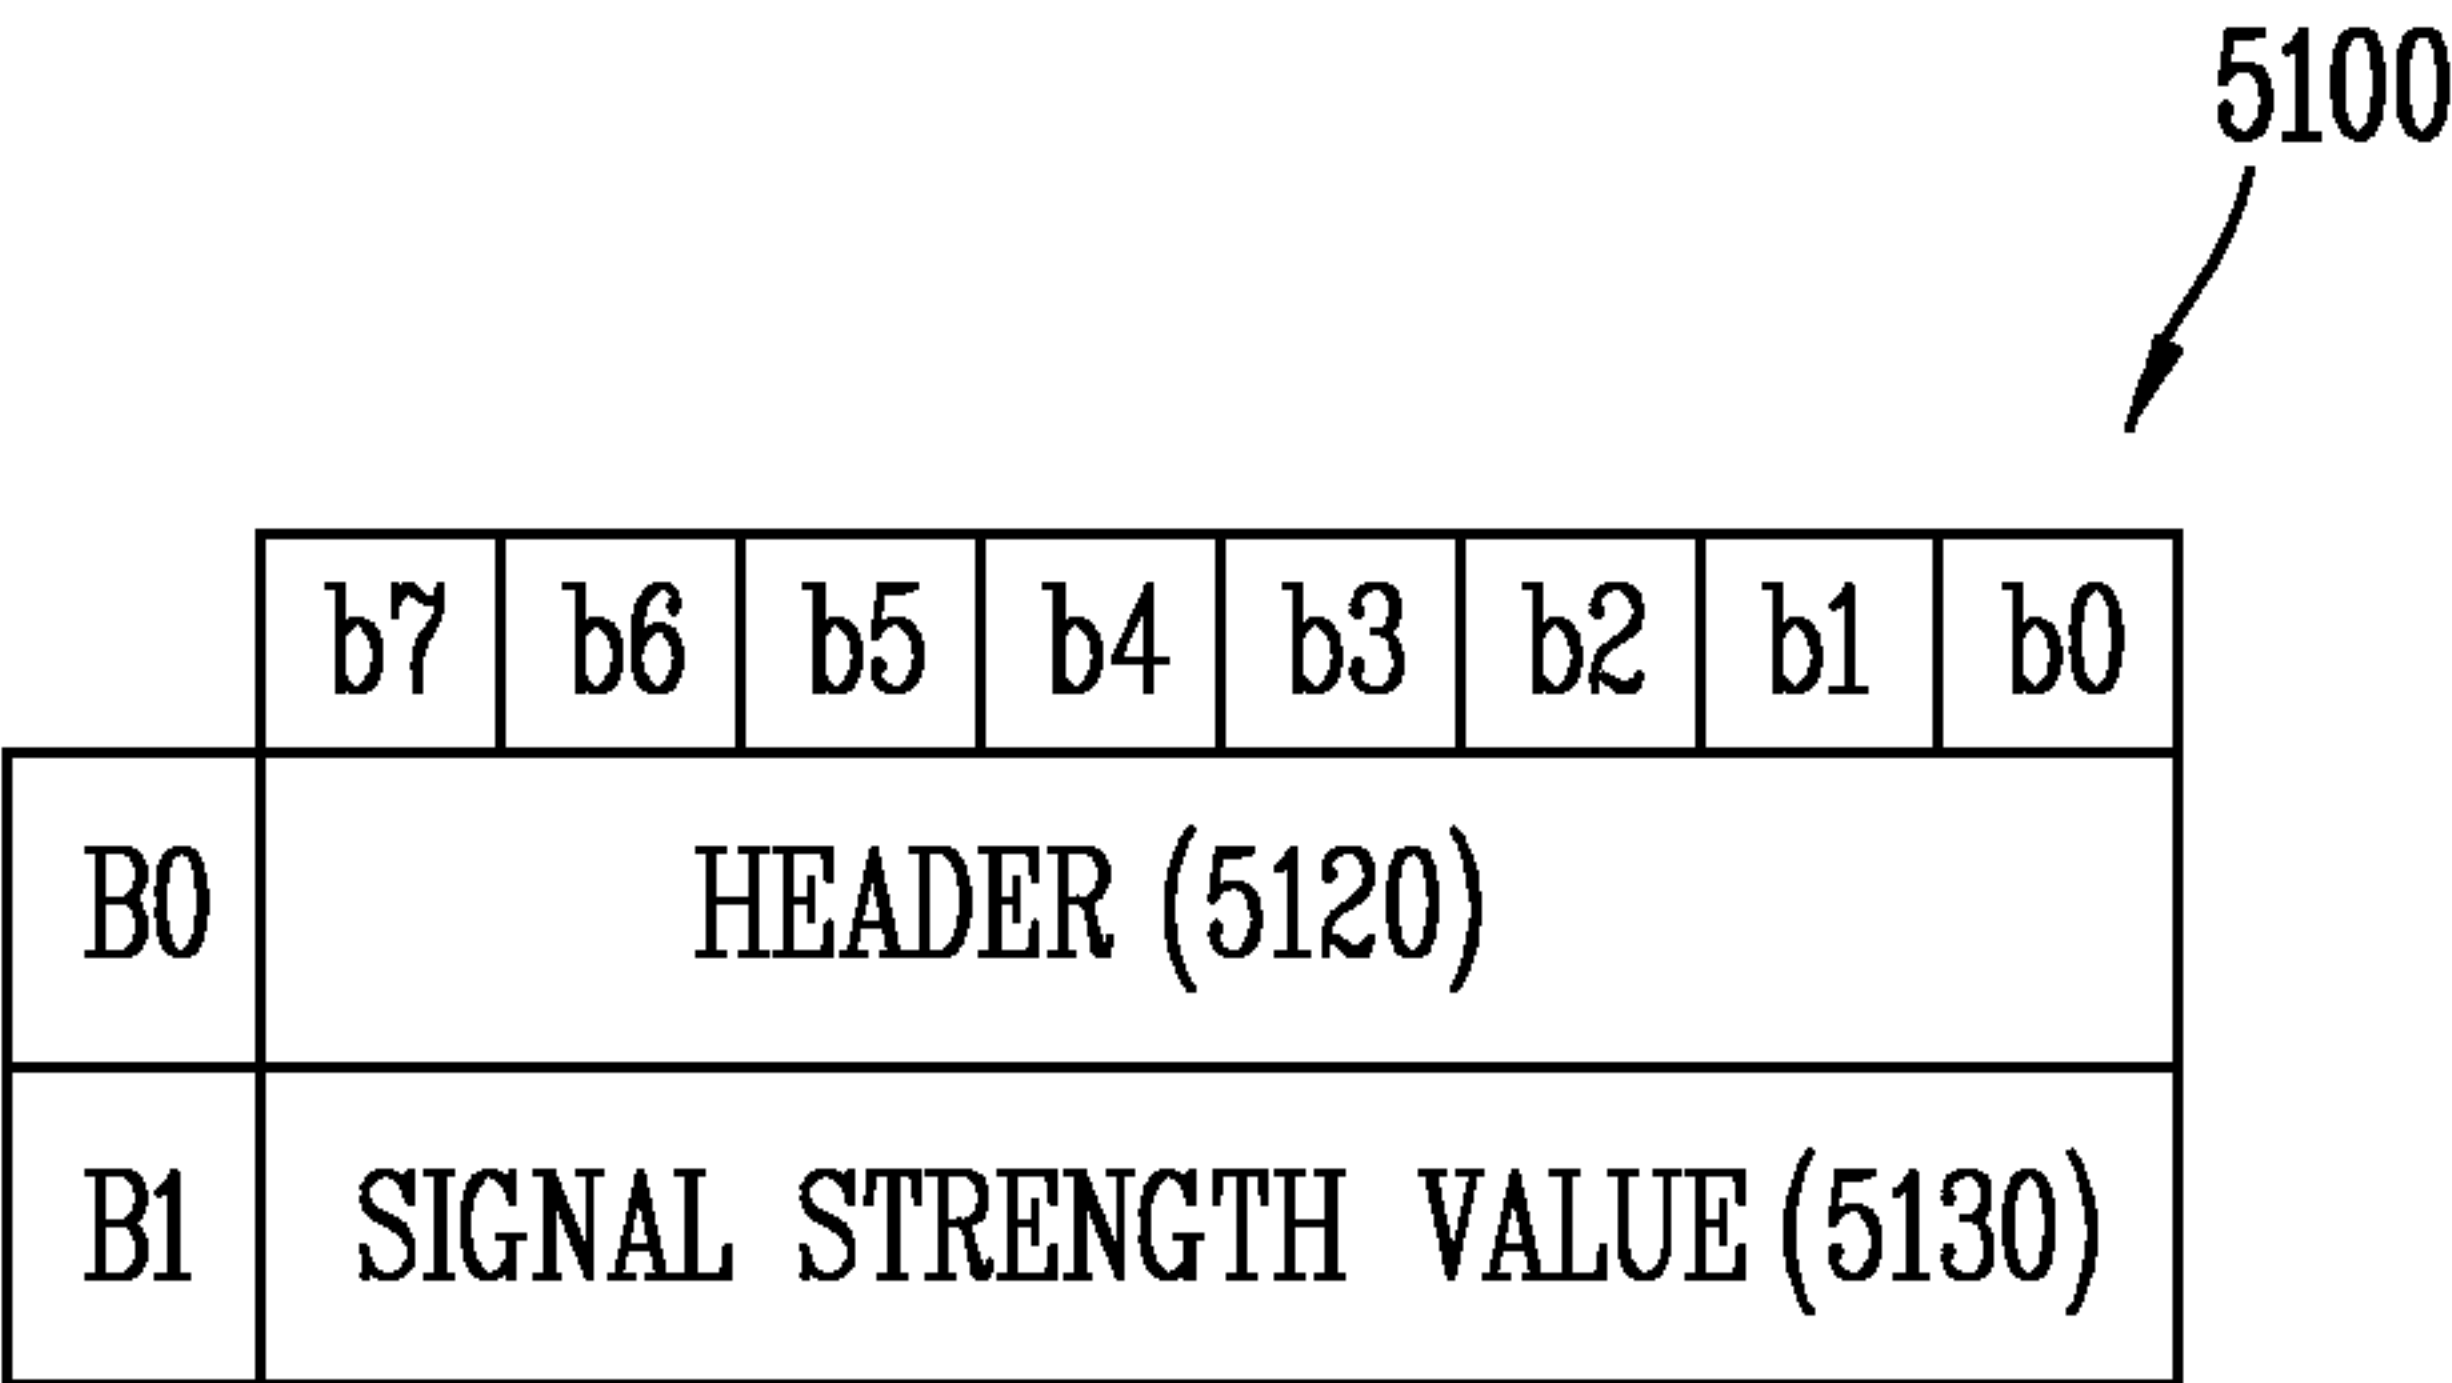 5100
b7 b6 b5 b4 b3 b2 b1 b0
B0 HEADER (5120)
B1 SIGNAL STRENGTH VALUE (5130)